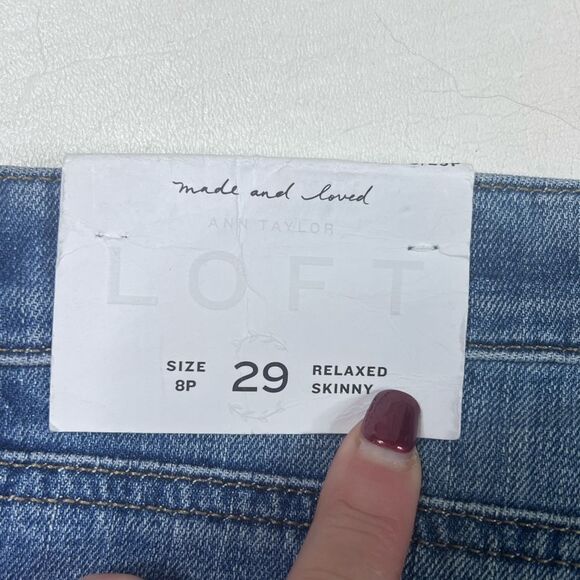 made and loved
ANN TAYLOR
LOFT
SIZE 8P
29
RELAXED SKINNY